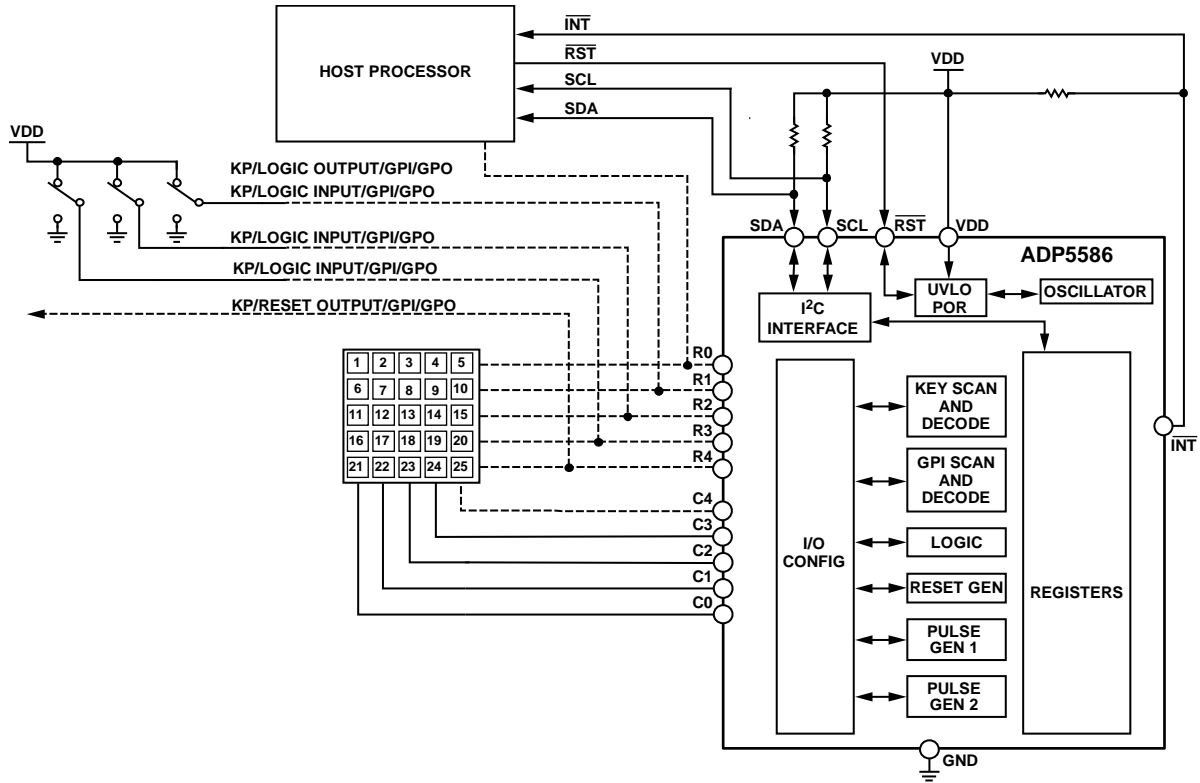 INT
HOST PROCESSOR
RST
SCL
SDA
VDD
VDD
KP/LOGIC OUTPUT/GPI/GPO
KP/LOGIC INPUT/GPI/GPO
KP/LOGIC INPUT/GPI/GPO
KP/LOGIC INPUT/GPI/GPO
KP/RESET OUTPUT/GPI/GPO
SDA
SCL
RST
VDD
ADP5586
I2C
INTERFACE
UVLO
POR
OSCILLATOR
1 2 3 4 5
6 7 8 9 10
11 12 13 14 15
16 17 18 19 20
21 22 23 24 25
R0
R1
R2
R3
R4
C4
C3
C2
C1
C0
I/O
CONFIG
KEY SCAN
AND
DECODE
GPI SCAN
AND
DECODE
LOGIC
RESET GEN
PULSE
GEN 1
PULSE
GEN 2
REGISTERS
INT
GND